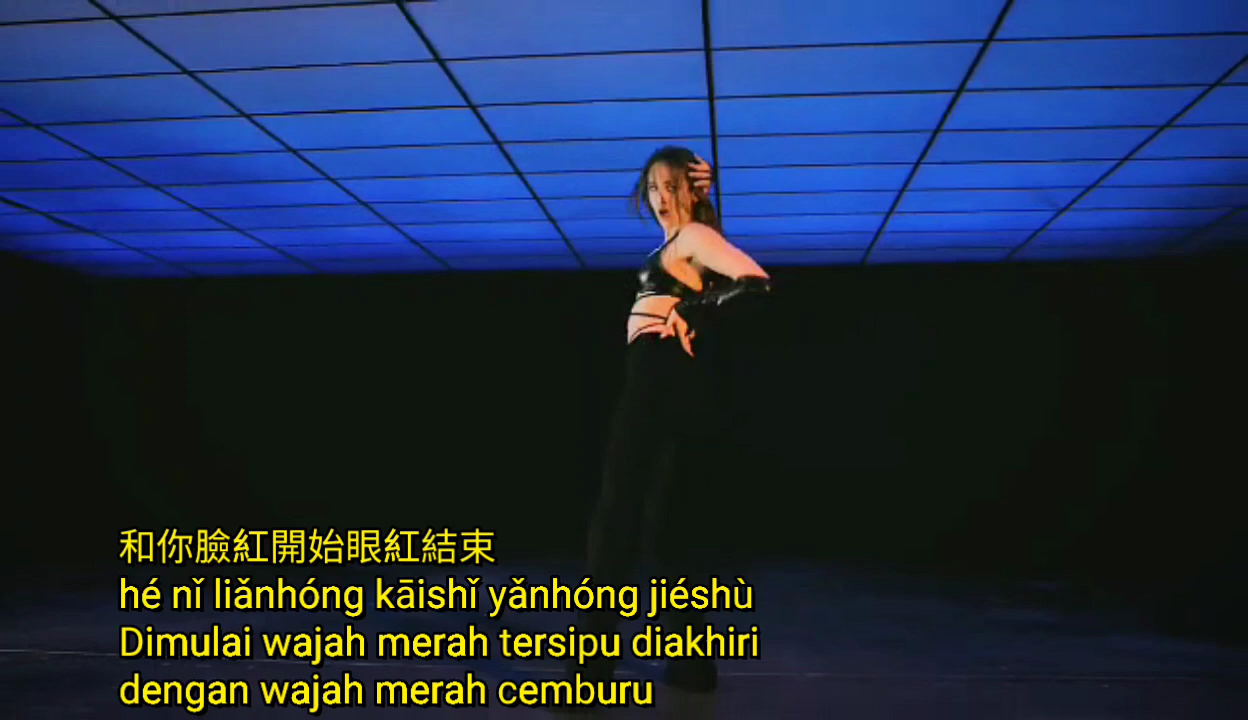 和你臉紅開始眼紅結束
hé nǐ liǎnhóng kāishǐ yǎnhóng jiéshù
Dimulai wajah merah tersipu diakhiri
dengan wajah merah cemburu